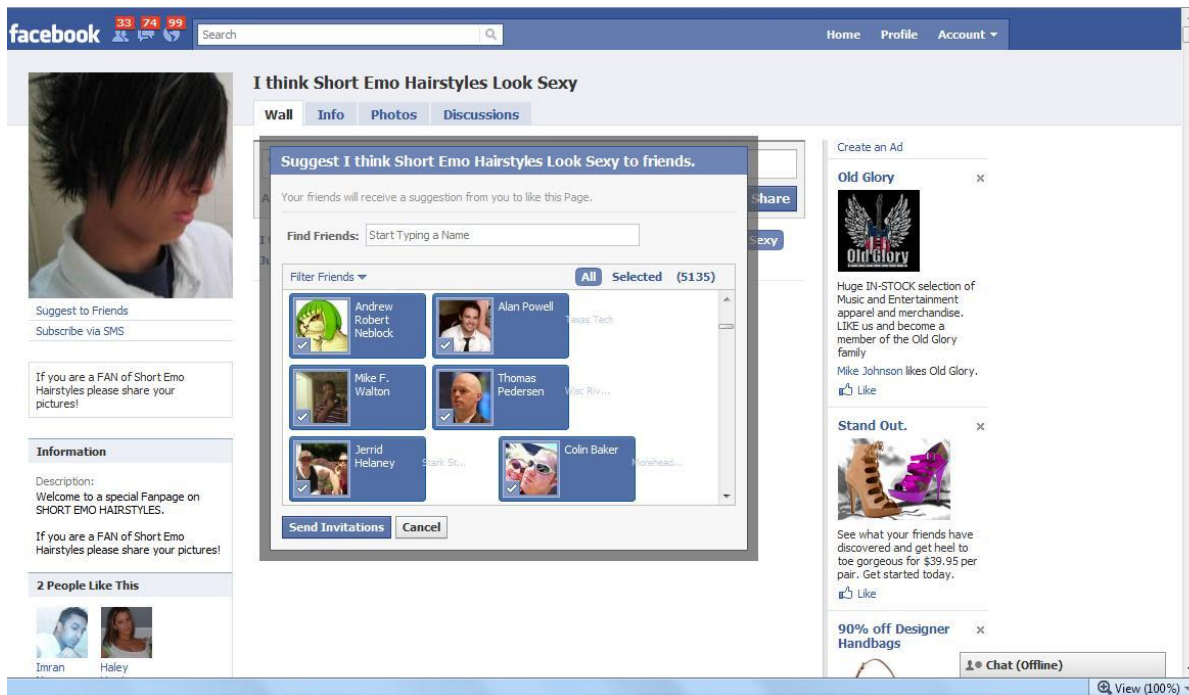 facebook 33 74 99 Search Home Profile Account
I think Short Emo Hairstyles Look Sexy
Wall Info Photos Discussions
Suggest I think Short Emo Hairstyles Look Sexy to friends.
Your friends will receive a suggestion from you to like this Page.
Share
Find Friends: Start Typing a Name
Sexy
Filter Friends All Selected (5135)
Andrew
Robert
Neblock
Alan Powell
Texas Tech
Mike F.
Walton
Thomas
Pedersen
Wisc Riv...
Jerrid
Helaney
Stark St...
Colin Baker
Morehead...
Send Invitations Cancel
Suggest to Friends
Subscribe via SMS
If you are a FAN of Short Emo
Hairstyles please share your
pictures!
Information
Description:
Welcome to a special Fanpage on
SHORT EMO HAIRSTYLES.
If you are a FAN of Short Emo
Hairstyles please share your pictures!
2 People Like This
Imran
Haley
Create an Ad
Old Glory
Old Glory
Huge IN-STOCK selection of
Music and Entertainment
apparel and merchandise.
LIKE us and become a
member of the Old Glory
family
Mike Johnson likes Old Glory.
Like
Stand Out.
See what your friends have
discovered and get heel to
toe gorgeous for $39.95 per
pair. Get started today.
Like
90% off Designer
Handbags
Chat (Offline)
View (100%)